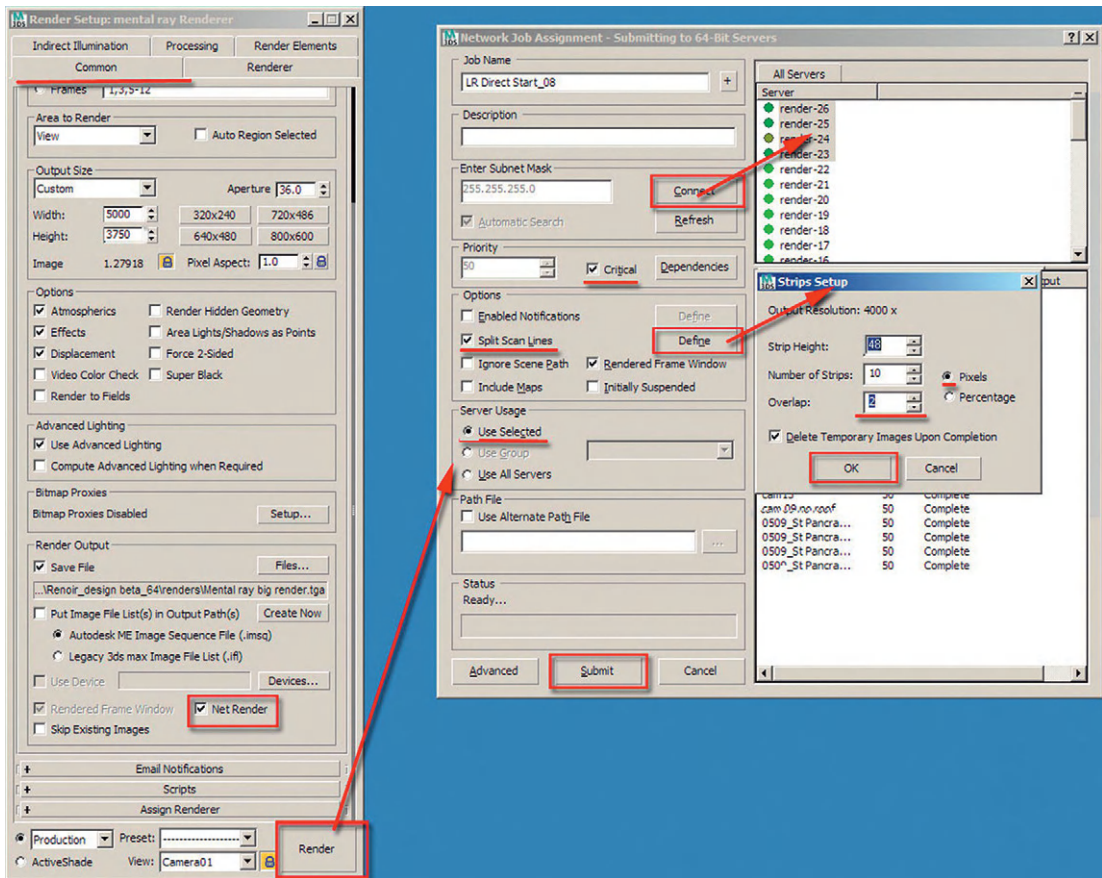 Render Setup: mental ray Renderer
Indirect Illumination Processing Render Elements
Common Renderer
Frames 1,3,5-12
Area to Render
View Auto Region Selected
Output Size
Custom Aperture 36.0
Width: 5000 320x240 720x486
Height: 3750 640x480 800x600
Image 1.27918 Pixel Aspect: 1.0
Options
Atmospherics Render Hidden Geometry
Effects Area Lights/Shadows as Points
Displacement Force 2-Sided
Video Color Check Super Black
Render to Fields
Advanced Lighting
Use Advanced Lighting
Compute Advanced Lighting when Required
Bitmap Proxies
Bitmap Proxies Disabled Setup...
Render Output
Save File Files...
...\Renoir_design beta_64\renders\Mental ray big render.tga
Put Image File List(s) in Output Path(s) Create Now
Autodesk ME Image Sequence File (.imsq)
Legacy 3ds max Image File List (.ifl)
Use Device Devices...
Rendered Frame Window Net Render
Skip Existing Images
+ Email Notifications
+ Scripts
+ Assign Renderer
Production Preset: -------------------
ActiveShade View: Camera01
Render
Network Job Assignment - Submitting to 64-Bit Servers
Job Name
LR Direct Start_08 +
Description
Enter Subnet Mask
255.255.255.0 Connect
Automatic Search Refresh
Priority
50 Critical Dependencies
Options
Enabled Notifications Define
Split Scan Lines Define
Ignore Scene Path Rendered Frame Window
Include Maps Initially Suspended
Server Usage
Use Selected
Use Group
Use All Servers
Path File
Use Alternate Path File
...
Status
Ready...
Advanced Submit Cancel
All Servers
Server
render-26
render-25
render-24
render-23
render-22
render-21
render-20
render-19
render-18
render-17
render-16
Strips Setup
Output Resolution: 4000 x
Strip Height: 48
Number of Strips: 10 Pixels
Overlap: 2 Percentage
Delete Temporary Images Upon Completion
OK Cancel
cam15 50 Complete
cam 09 no roof 50 Complete
0509_St Pancra... 50 Complete
0509_St Pancra... 50 Complete
0509_St Pancra... 50 Complete
050^_St Pancra... 50 Complete